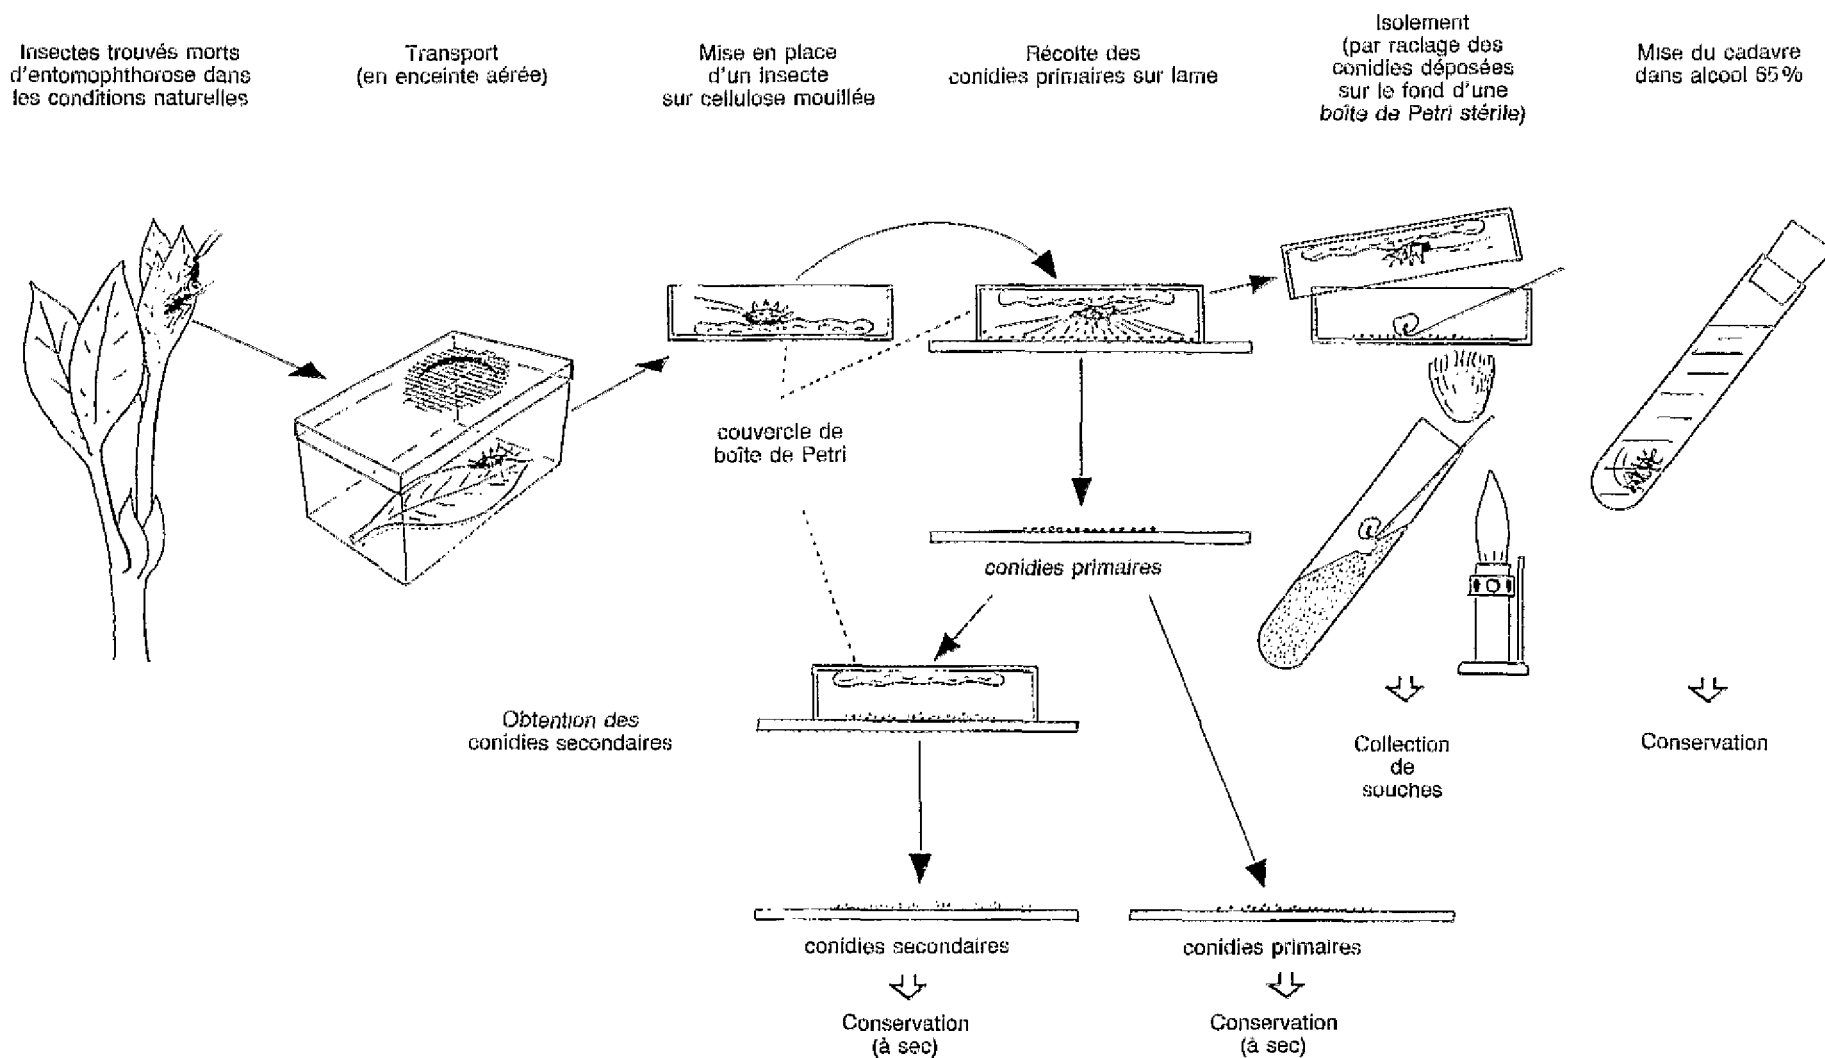 Insectes trouvés morts
d'entomophthorose dans
les conditions naturelles
Transport
(en enceinte aérée)
Mise en place
d'un insecte
sur cellulose mouillée
Récolte des
conidies primaires sur lame
Isolement
(par raclage des
conidies déposées
sur le fond d'une
boîte de Petri stérile)
Mise du cadavre
dans alcool 65%
couvercle de
boîte de Petri
conidies primaires
Obtention des
conidies secondaires
Collection
de
souches
Conservation
conidies secondaires
conidies primaires
Conservation
(à sec)
Conservation
(à sec)